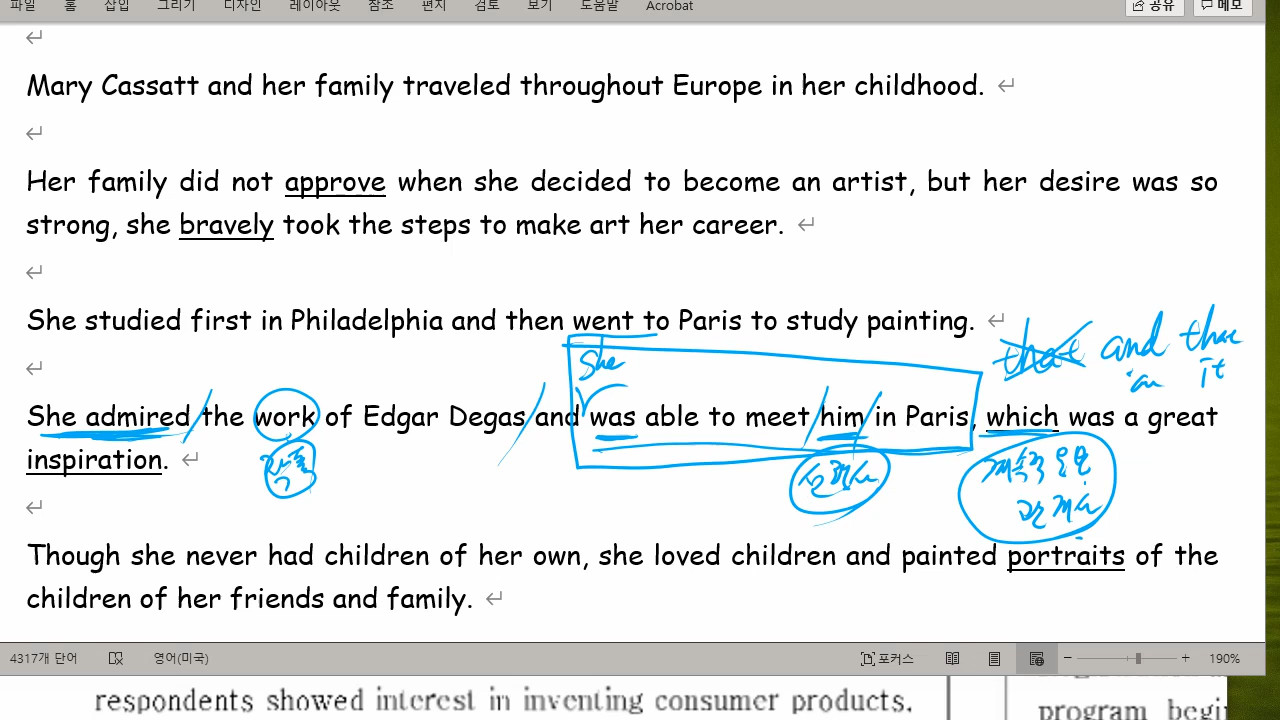 파일 홈 삽입 그리기 디자인 레이아웃 참조 편지 검토 보기 도움말 Acrobat 공유 메모
Mary Cassatt and her family traveled throughout Europe in her childhood.
Her family did not approve when she decided to become an artist, but her desire was so
strong, she bravely took the steps to make art her career.
She studied first in Philadelphia and then went to Paris to study painting.
that and that
She it
She admired the work of Edgar Degas and was able to meet him in Paris, which was a great
inspiration.
작품 선행사 계속적 용법
관계사
Though she never had children of her own, she loved children and painted portraits of the
children of her friends and family.
4317개 단어 영어(미국) 포커스 190%
respondents showed interest in inventing consumer products.